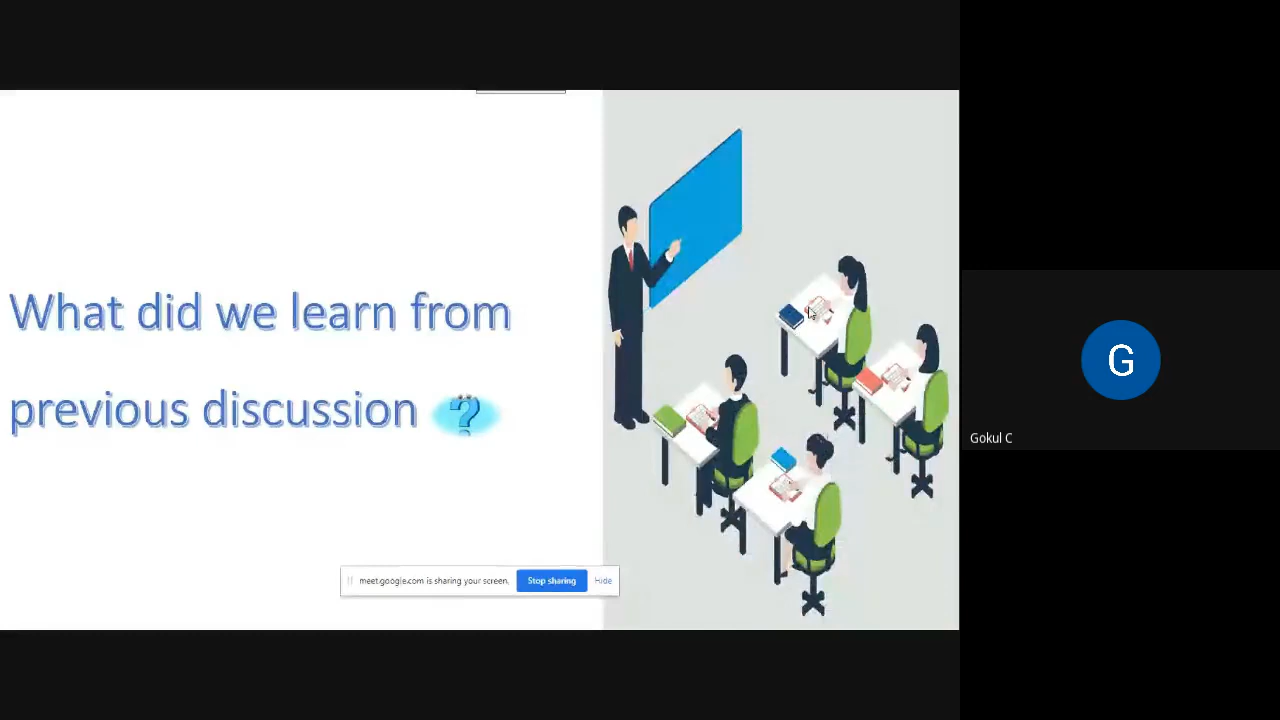 What did we learn from
previous discussion ?
meet.google.com is sharing your screen.
Stop sharing
Hide
G
Gokul C